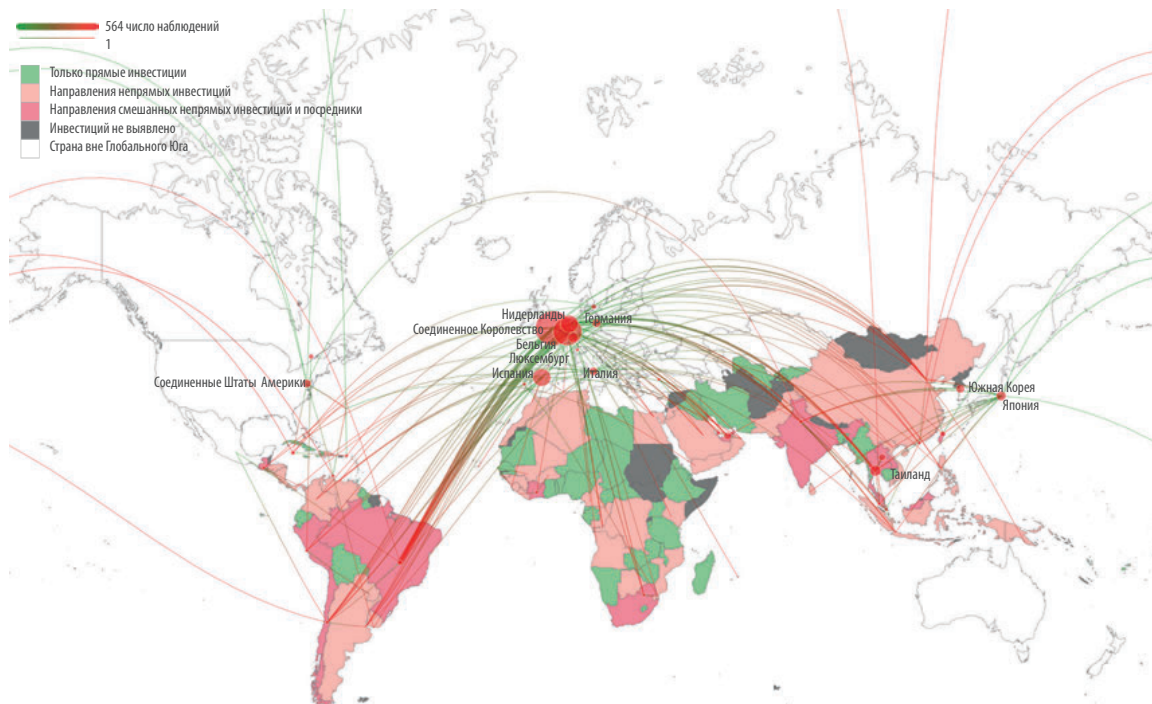 564 число наблюдений
1
Только прямые инвестиции
Направления непрямых инвестиций
Направления смешанных непрямых инвестиций и посредники
Инвестиций не выявлено
Страна вне Глобального Юга
Нидерланды
Германия
Соединенное Королевство
Бельгия
Люксембург
Испания
Италия
Соединенные Штаты Америки
Южная Корея
Япония
Таиланд